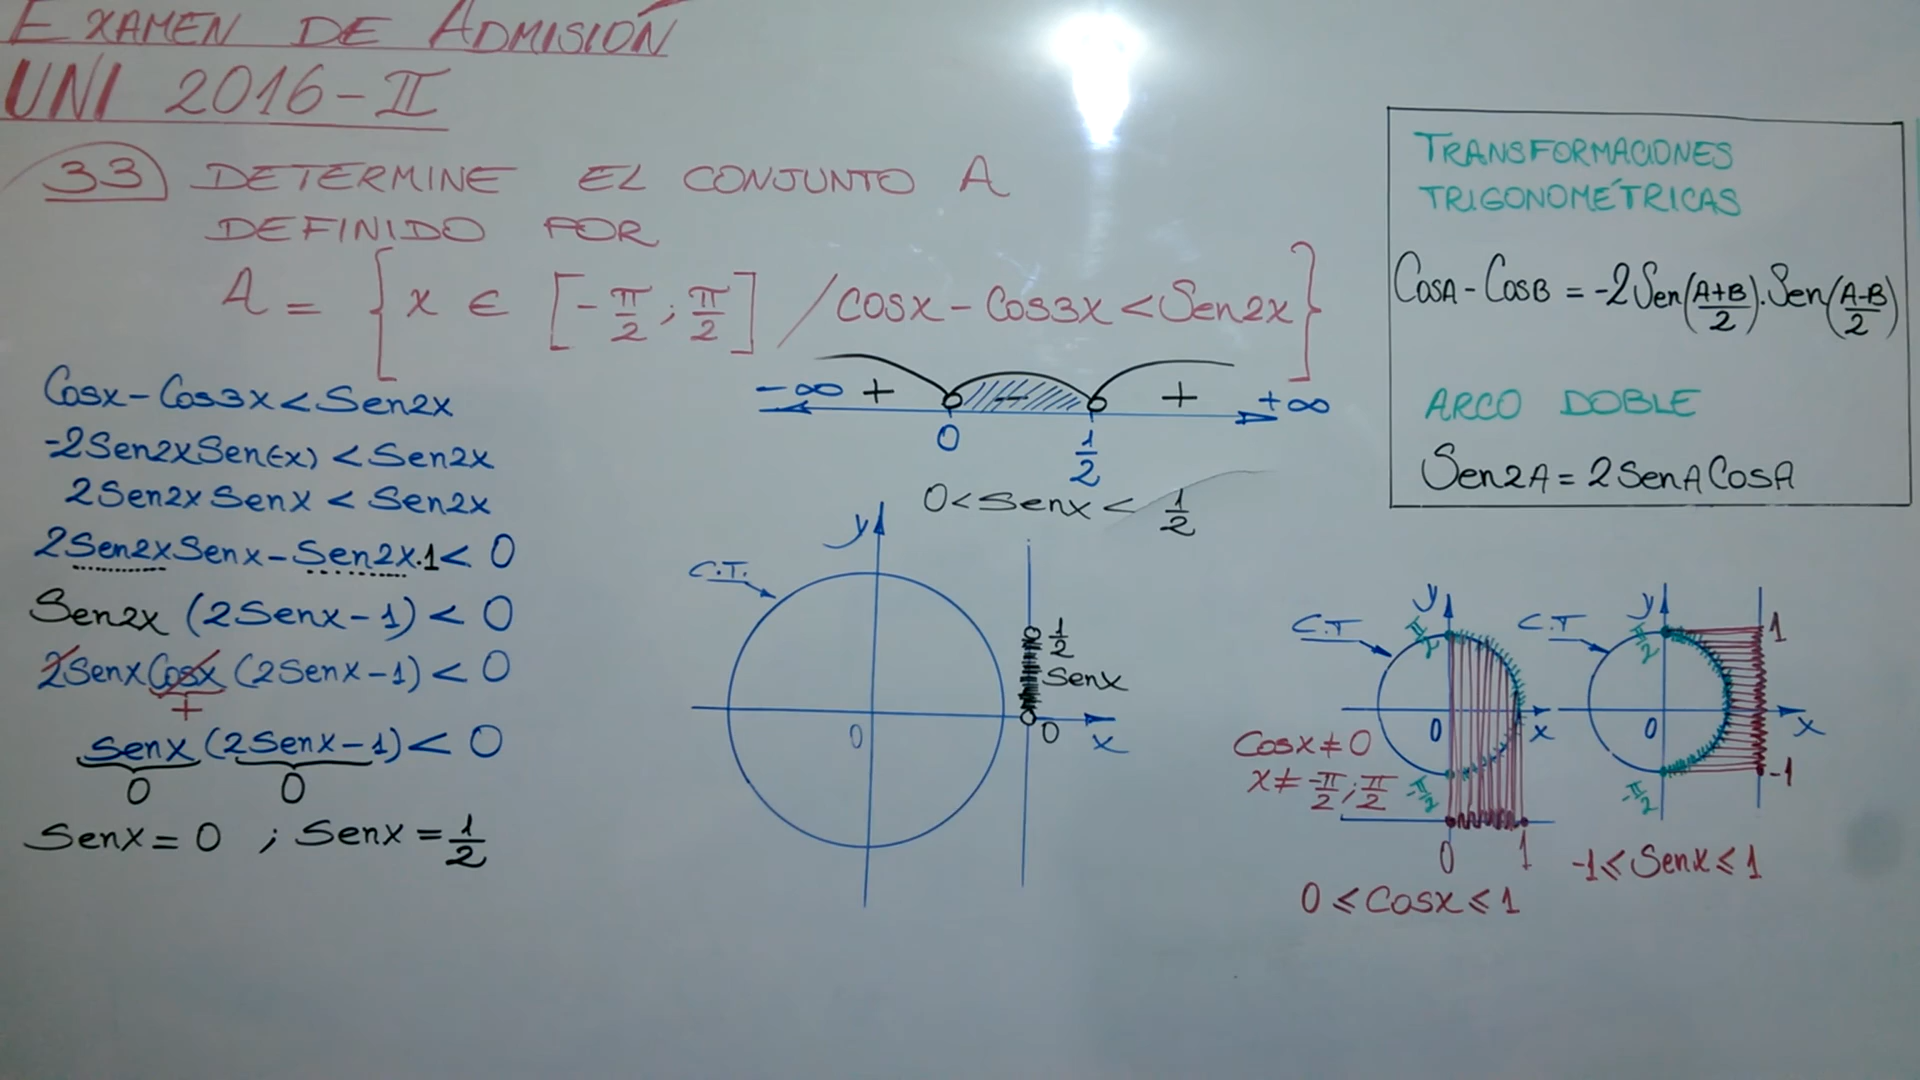 EXAMEN DE ADMISIÓN
UNI 2016-II
33 DETERMINE EL CONJUNTO A
DEFINIDO POR
A = { x ∈ [-π/2 ; π/2] / Cosx - Cos3x < Sen2x }
Cosx - Cos3x < Sen2x
-2Sen2xSen(-x) < Sen2x
2Sen2xSenx < Sen2x
2Sen2xSenx - Sen2x.1 < 0
Sen2x (2Senx - 1) < 0
2SenxCosx (2Senx - 1) < 0
+
Senx (2Senx - 1) < 0
0 0
Senx = 0 ; Senx = 1/2
-∞ + - + +∞
0 1/2
0 < Senx < 1/2
y
C.T.
1/2
Senx
0 0 x
TRANSFORMACIONES
TRIGONOMÉTRICAS
CosA - CosB = -2Sen(A+B/2).Sen(A-B/2)
ARCO DOBLE
Sen2A = 2SenACosA
y
C.T
π/2
0 x
Cosx ≠ 0
x ≠ -π/2 ; π/2
-π/2
0 1
0 ≤ Cosx ≤ 1
y
C.T
π/2 1
0 x
-π/2 -1
-1 ≤ Senx ≤ 1